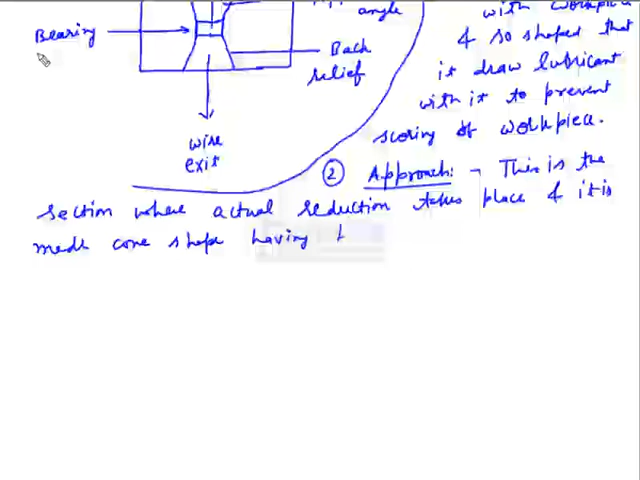 angle
Bearing
Back
relief
wire
exit
with workpiece
& so shaped that
it draw lubricant
with it to prevent
scoring of workpiece.
② Approach: - This is the
section where actual reduction takes place & it is
made cone shape having